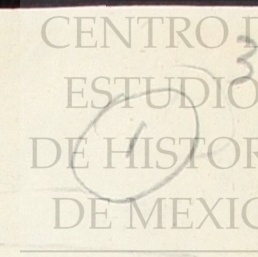 CENTRO D
3
ESTUDIO
DE HISTOR
1
DE MEXIC